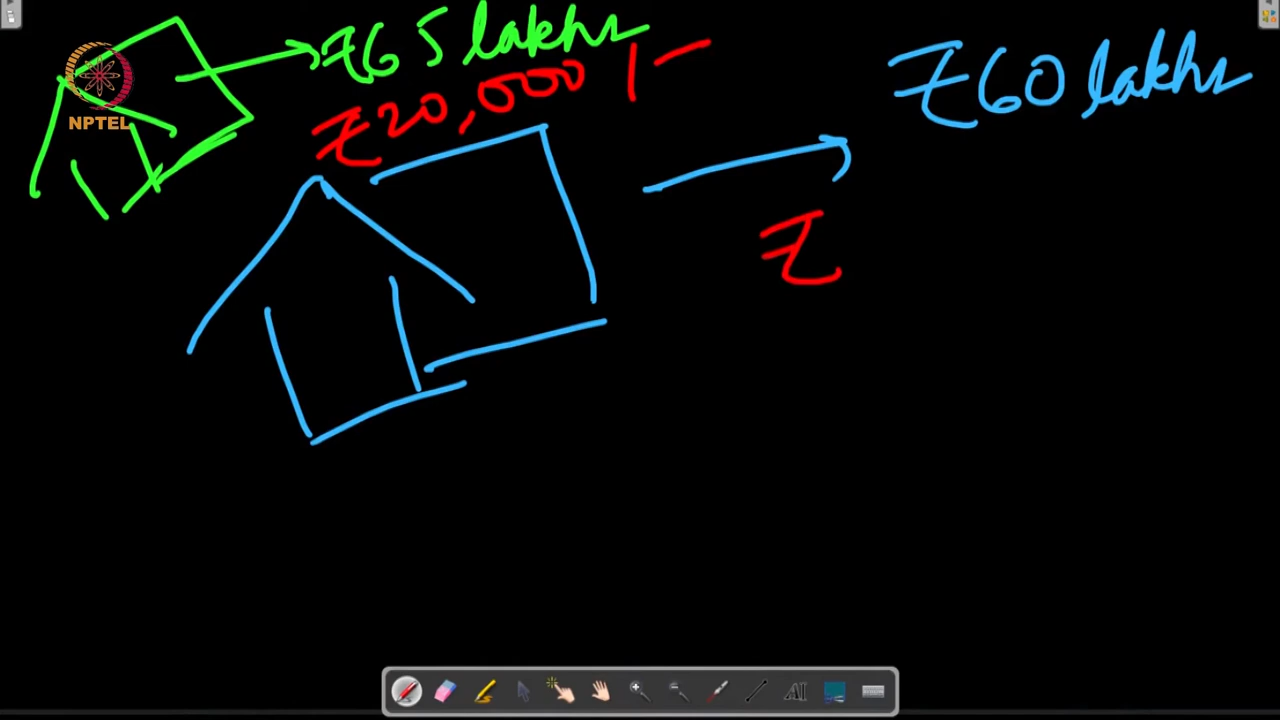 ₹65 lakhs
₹60 lakhs
₹20,000/-
NPTEL
₹